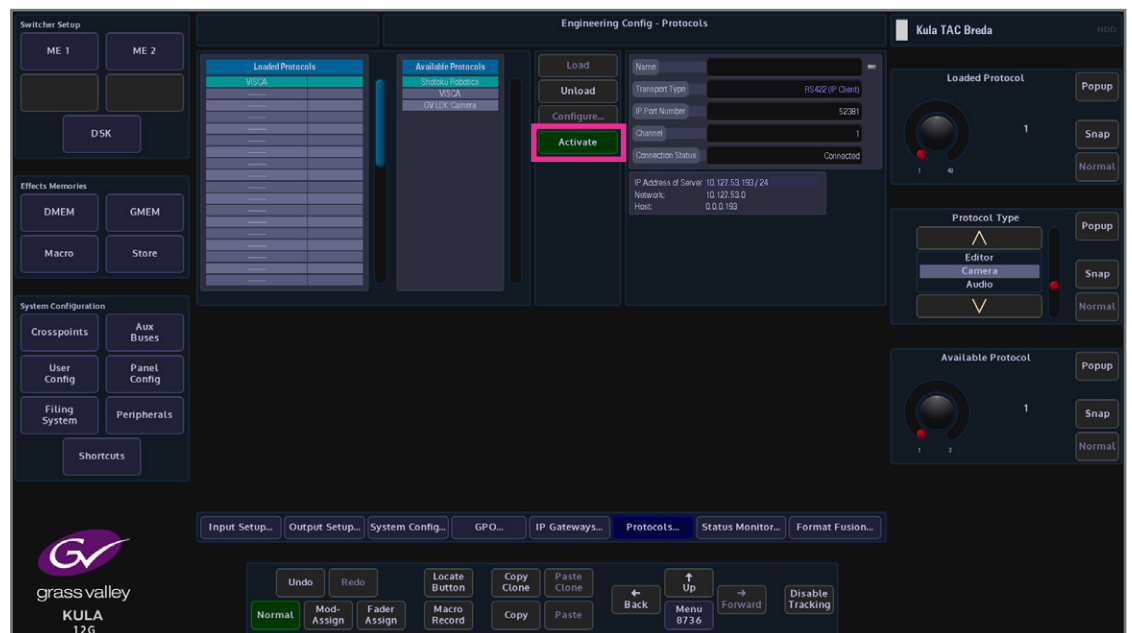 Switcher Setup
ME 1
ME 2
DSK
Effects Memories
DMEM
GMEM
Macro
Store
System Configuration
Crosspoints
Aux
Buses
User
Config
Panel
Config
Filing
System
Peripherals
Shortcuts
GV
grass valley
KULA
12G
Engineering Config - Protocols
Loaded Protocols
VISCA
Available Protocols
Shotoku Robotics
VISCA
GV LDK Camera
Load
Unload
Configure...
Activate
Name
Transport Type
RS422 (IP Client)
IP Port Number
52381
Channel
1
Connection Status
Connected
IP Address of Server 10.127.53.193 / 24
Network: 10.127.53.0
Host: 0.0.0.193
Kula TAC Breda
HDD
Loaded Protocol
Popup
1
Snap
Normal
1 40
Protocol Type
Popup
Editor
Camera
Snap
Audio
Normal
Available Protocol
Popup
1
Snap
Normal
1 3
Input Setup...
Output Setup...
System Config...
GPO...
IP Gateways...
Protocols...
Status Monitor...
Format Fusion...
Undo
Redo
Locate
Button
Copy
Clone
Paste
Clone
Normal
Mod-
Assign
Fader
Assign
Macro
Record
Copy
Paste
Back
Up
Menu
8736
Forward
Disable
Tracking